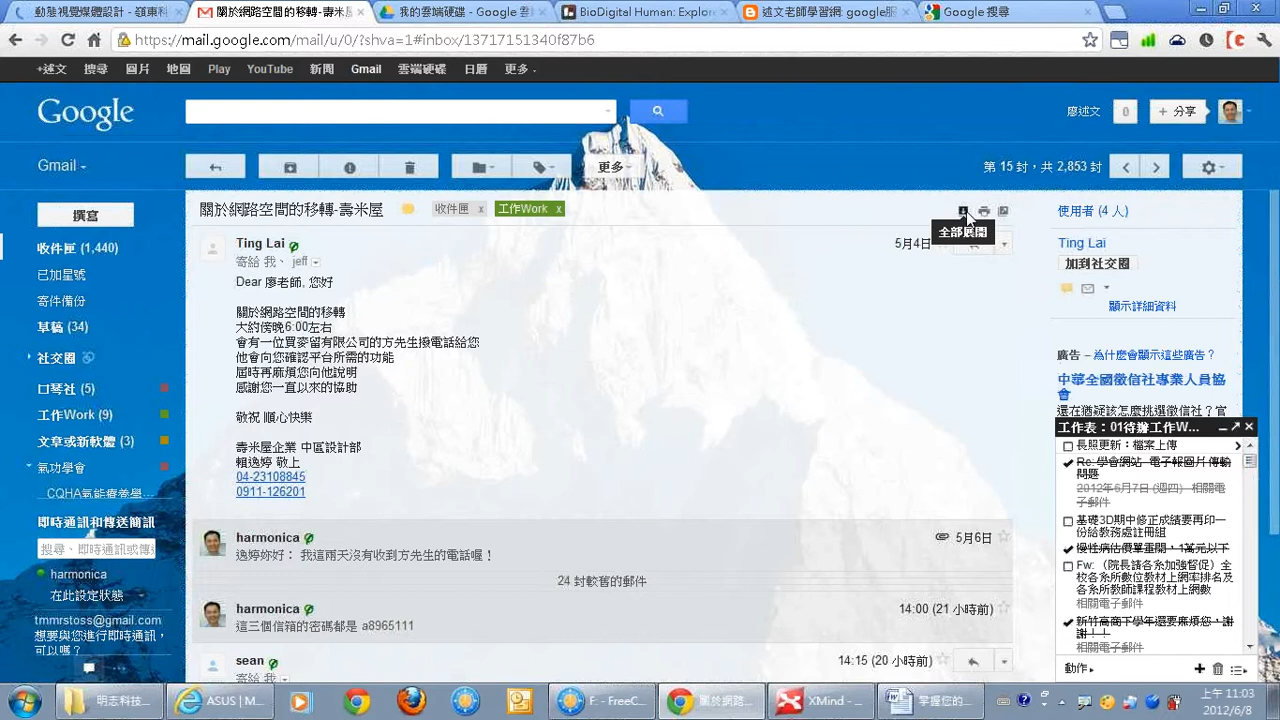 動態視覺媒體設計 - 嶺東科
關於網路空間的移轉-壽米屋
我的雲端硬碟 - Google 雲
BioDigital Human: Explor
述文老師學習網: google服
Google 搜尋
https://mail.google.com/mail/u/0/?shva=1#inbox/13717151340f87b6
+述文 搜尋 圖片 地圖 Play YouTube 新聞 Gmail 雲端硬碟 日曆 更多
Google
廖述文 0 + 分享
Gmail
更多
第 15 封，共 2,853 封
撰寫
收件匣 (1,440)
已加星號
寄件備份
草稿 (34)
社交圈
口琴社 (5)
工作Work (9)
文章或新軟體 (3)
氣功學會
CQHA氣能療差學...
即時通訊和傳送簡訊
搜尋、即時通訊或傳送
harmonica
在此設定狀態
tmmrstoss@gmail.com
想要與您進行即時通訊，
可以嗎？
關於網路空間的移轉-壽米屋 收件匣 x 工作Work x
全部展開
Ting Lai 5月4日
寄給 我、 jeff
Dear 廖老師, 您好
關於網路空間的移轉
大約傍晚6:00左右
會有一位買麥留有限公司的方先生撥電話給您
他會向您確認平台所需的功能
屆時再麻煩您向他說明
感謝您一直以來的協助
敬祝 順心快樂
壽米屋企業 中區設計部
賴逸婷 敬上
04-23108845
0911-126201
harmonica 5月6日
逸婷妳好： 我這兩天沒有收到方先生的電話喔！
24 封較舊的郵件
harmonica 14:00 (21 小時前)
這三個信箱的密碼都是 a8965111
sean 14:15 (20 小時前)
寄給 我
使用者 (4 人)
Ting Lai
加到社交圈
顯示詳細資料
廣告 – 為什麼會顯示這些廣告？
中華全國徵信社專業人員協
會
還在猶疑該怎麼挑選徵信社？官
工作表：01待辦工作W...
長照更新：檔案上傳
Re: 學會網站–電子報圖片傳輸
問題
2012年6月7日 (週四) - 相關電
子郵件
基礎3D期中修正成績要再印一
份給教務處註冊組
慢性病估價單重開，1萬元以下
Fw: （院長請各系加強督促）全
校各系所數位教材上網率排名及
各系所教師課程教材上網數
相關電子郵件
新竹高商下學年還要麻煩您，謝
謝！！
相關電子郵件
動作
明志科技...
ASUS | M...
F: - FreeC...
關於網路...
XMind - ...
掌握您的...
上午 11:03
2012/6/8